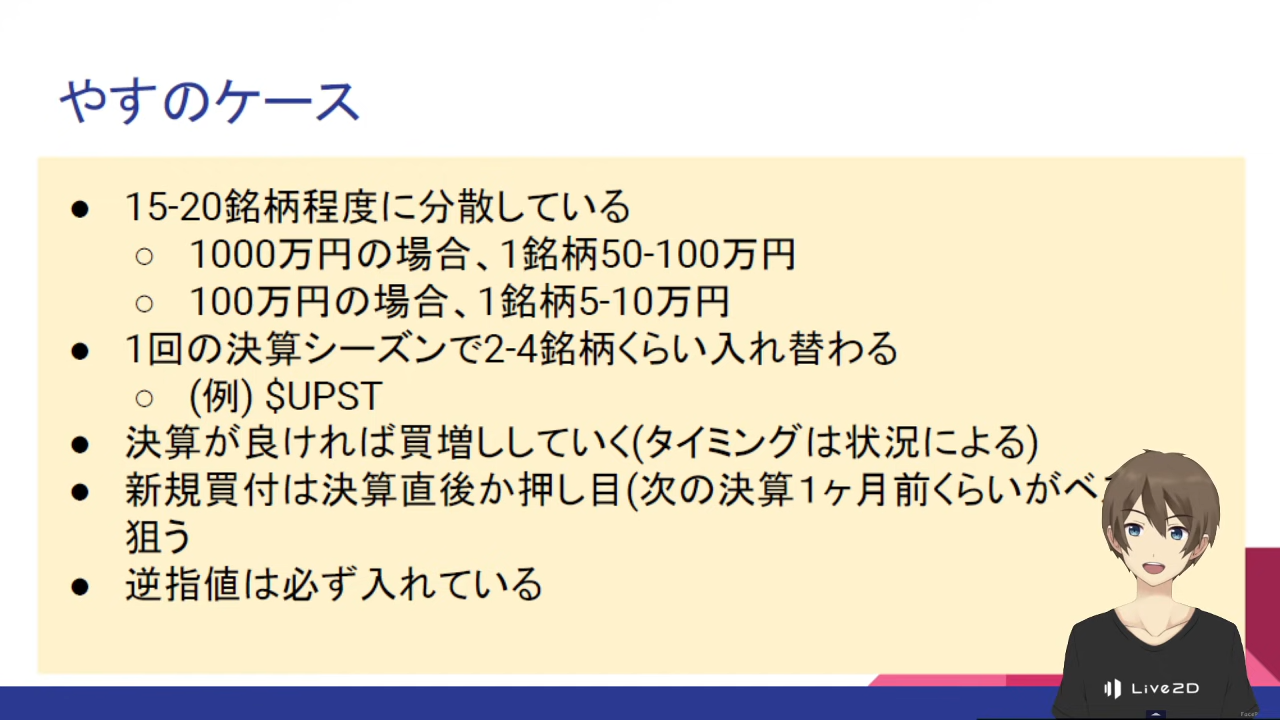 やすのケース
● 15-20銘柄程度に分散している
○ 1000万円の場合、1銘柄50-100万円
○ 100万円の場合、1銘柄5-10万円
● 1回の決算シーズンで2-4銘柄くらい入れ替わる
○ (例) $UPST
● 決算が良ければ買増ししていく(タイミングは状況による)
● 新規買付は決算直後か押し目(次の決算1ヶ月前くらいがベ
狙う
● 逆指値は必ず入れている
Live2D